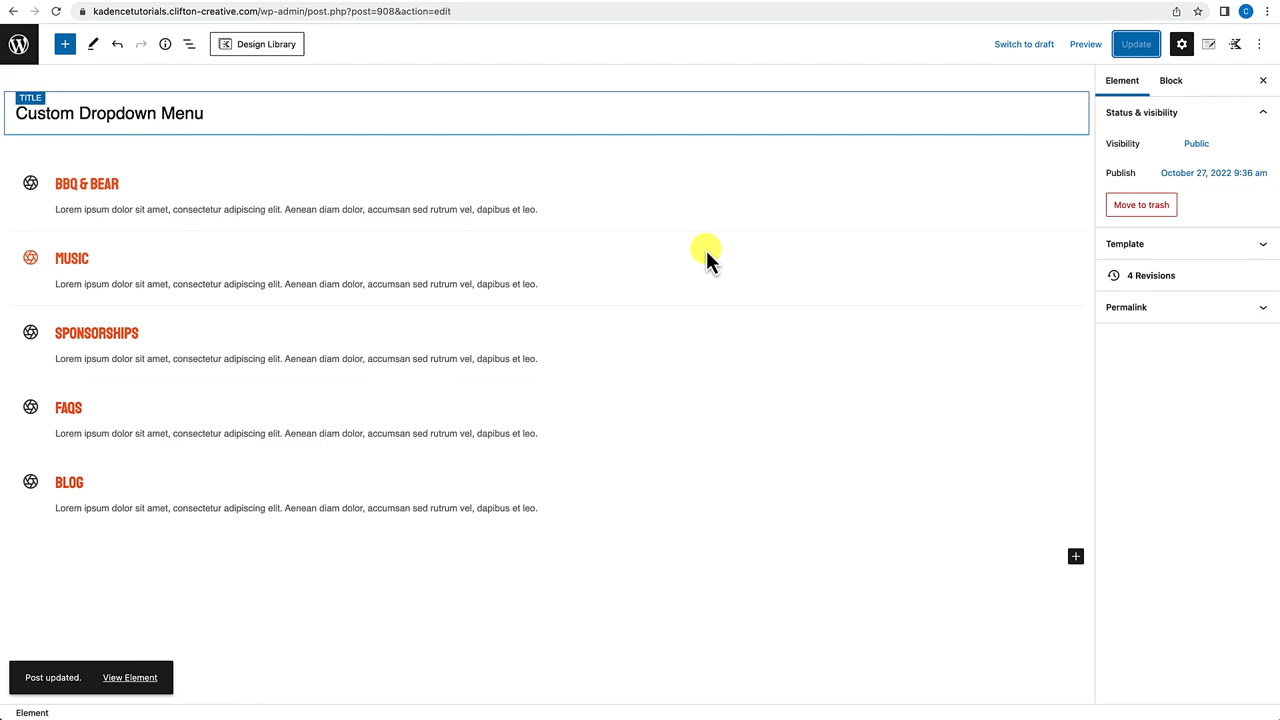 kadencetutorials.clifton-creative.com/wp-admin/post.php?post=908&action=edit
C
Design Library
Switch to draft
Preview
Update
TITLE
Custom Dropdown Menu
BBQ & BEAR
Lorem ipsum dolor sit amet, consectetur adipiscing elit. Aenean diam dolor, accumsan sed rutrum vel, dapibus et leo.
MUSIC
Lorem ipsum dolor sit amet, consectetur adipiscing elit. Aenean diam dolor, accumsan sed rutrum vel, dapibus et leo.
SPONSORSHIPS
Lorem ipsum dolor sit amet, consectetur adipiscing elit. Aenean diam dolor, accumsan sed rutrum vel, dapibus et leo.
FAQS
Lorem ipsum dolor sit amet, consectetur adipiscing elit. Aenean diam dolor, accumsan sed rutrum vel, dapibus et leo.
BLOG
Lorem ipsum dolor sit amet, consectetur adipiscing elit. Aenean diam dolor, accumsan sed rutrum vel, dapibus et leo.
Element
Block
Status & visibility
Visibility
Public
Publish
October 27, 2022 9:36 am
Move to trash
Template
4 Revisions
Permalink
Post updated.
View Element
Element